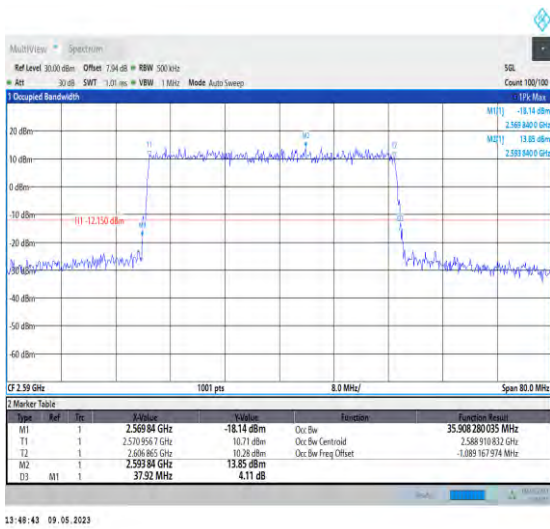 MultiView Spectrum
Ref Level 30.00 dBm Offset 7.94 dB RBW 500 kHz SGL
Att 30 dB SWT 1.01 ms VBW 1 MHz Mode Auto Sweep Count 100/100
1 Occupied Bandwidth 1Pk Max
M1[1] -18.14 dBm
2.569 840 0 GHz
M2[1] 13.85 dBm
2.593 840 0 GHz
20 dBm
T1 M2 T2
10 dBm
0 dBm
-10 dBm
H1 -12.150 dBm
M1 D3
-20 dBm
-30 dBm
-40 dBm
-50 dBm
-60 dBm
CF 2.59 GHz 1001 pts 8.0 MHz/ Span 80.0 MHz
2 Marker Table
Type Ref Trc X-Value Y-Value Function Function Result
M1 1 2.569 84 GHz -18.14 dBm Occ Bw 35.908 280 035 MHz
T1 1 2.570 956 7 GHz 10.71 dBm Occ Bw Centroid 2.588 910 832 GHz
T2 1 2.606 865 GHz 10.28 dBm Occ Bw Freq Offset -1.089 167 974 MHz
M2 1 2.593 84 GHz 13.85 dBm
D3 M1 1 37.92 MHz 4.11 dB
13:48:43 09.05.2023